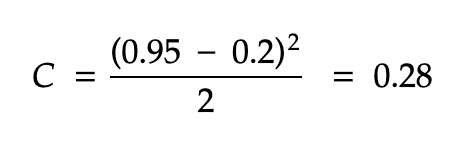 C = (0.95 − 0.2)² / 2 = 0.28